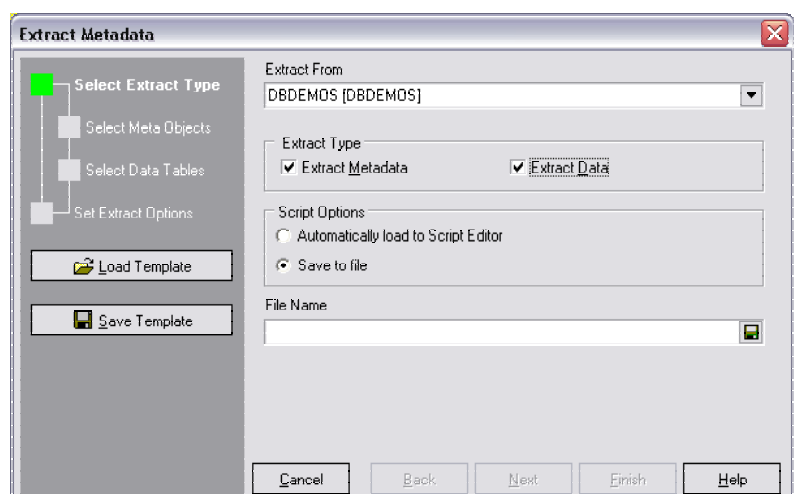 Extract Metadata
Select Extract Type
Select Meta Objects
Select Data Tables
Set Extract Options
Load Template
Save Template
Extract From
DBDEMOS [DBDEMOS]
Extract Type
Extract Metadata
Extract Data
Script Options
Automatically load to Script Editor
Save to file
File Name
Cancel
Back
Next
Finish
Help